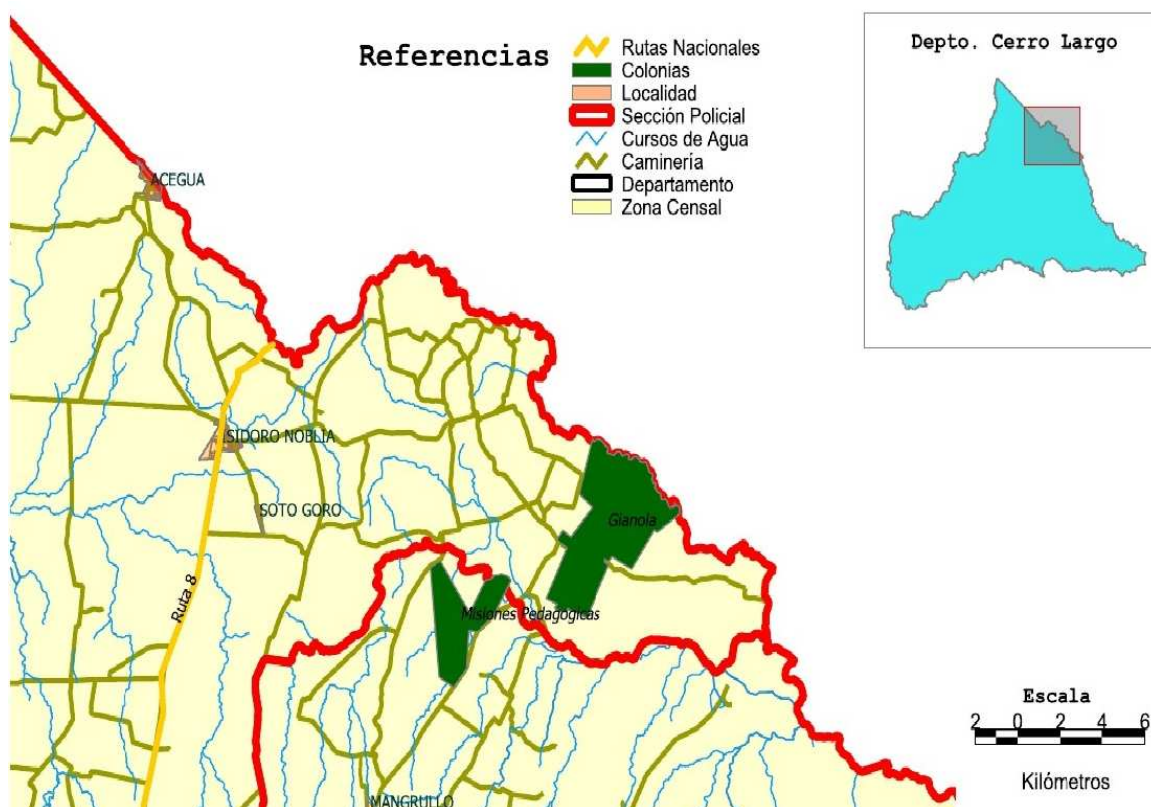 Referencias
Rutas Nacionales
Colonias
Localidad
Sección Policial
Cursos de Agua
Caminería
Departamento
Zona Censal
Depto. Cerro Largo
ACEGUA
ISIDORO NOBLIA
SOTO GORO
Gianola
Ruta 8
Misiones Pedagógicas
MANGRULLO
Escala
2 0 2 4 6
Kilómetros